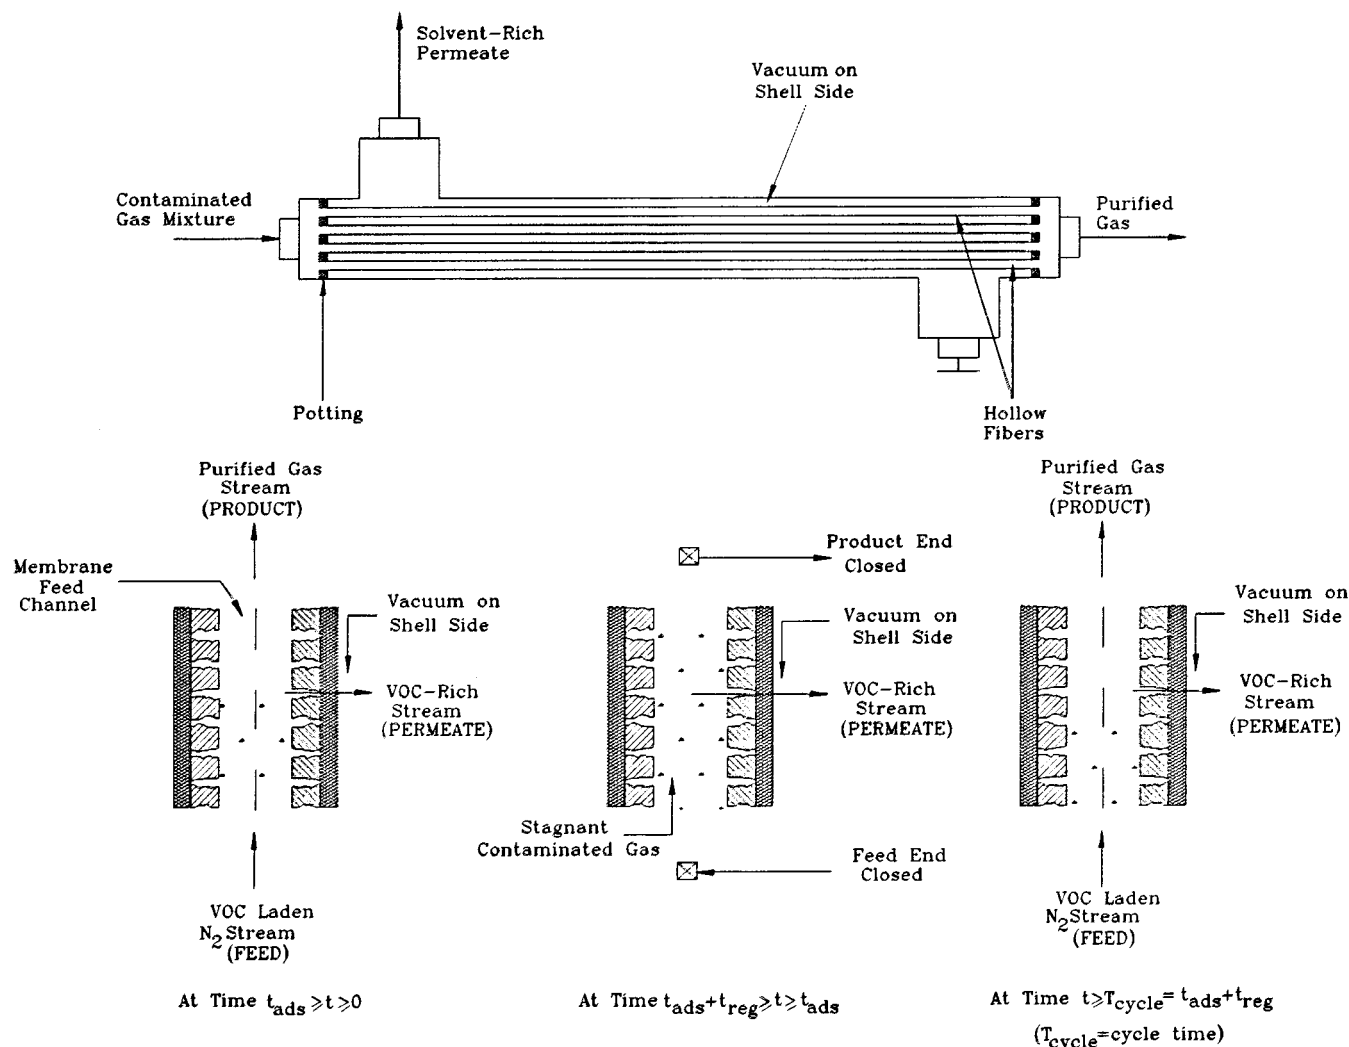 Solvent-Rich
Permeate
Vacuum on
Shell Side
Contaminated
Gas Mixture
Purified
Gas
Potting
Hollow
Fibers
Purified Gas
Stream
(PRODUCT)
Membrane
Feed
Channel
Vacuum on
Shell Side
VOC-Rich
Stream
(PERMEATE)
VOC Laden
N2 Stream
(FEED)
At Time tads ⩾ t ⩾ 0
Product End
Closed
Vacuum on
Shell Side
VOC-Rich
Stream
(PERMEATE)
Stagnant
Contaminated Gas
Feed End
Closed
At Time tads+treg ⩾ t ⩾ tads
Purified Gas
Stream
(PRODUCT)
Vacuum on
Shell Side
VOC-Rich
Stream
(PERMEATE)
VOC Laden
N2 Stream
(FEED)
At Time t ⩾ Tcycle = tads+treg
(Tcycle=cycle time)